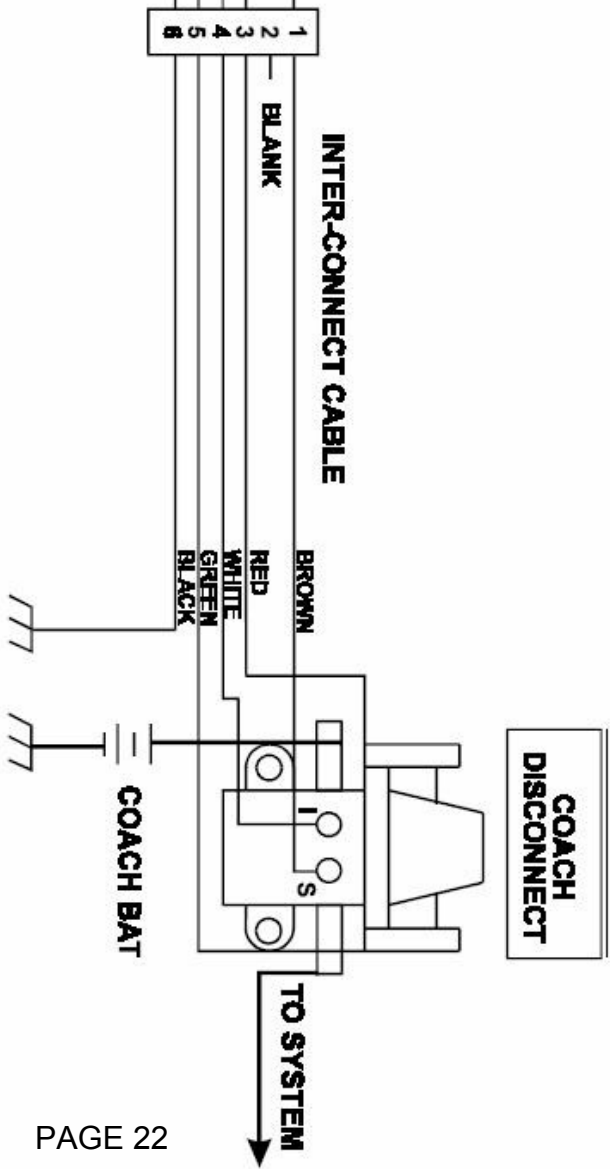 1
2
3
4
5
6
BLANK
INTER-CONNECT CABLE
BROWN
RED
WHITE
GREEN
BLACK
COACH
DISCONNECT
I
S
COACH BAT
TO SYSTEM
PAGE 22